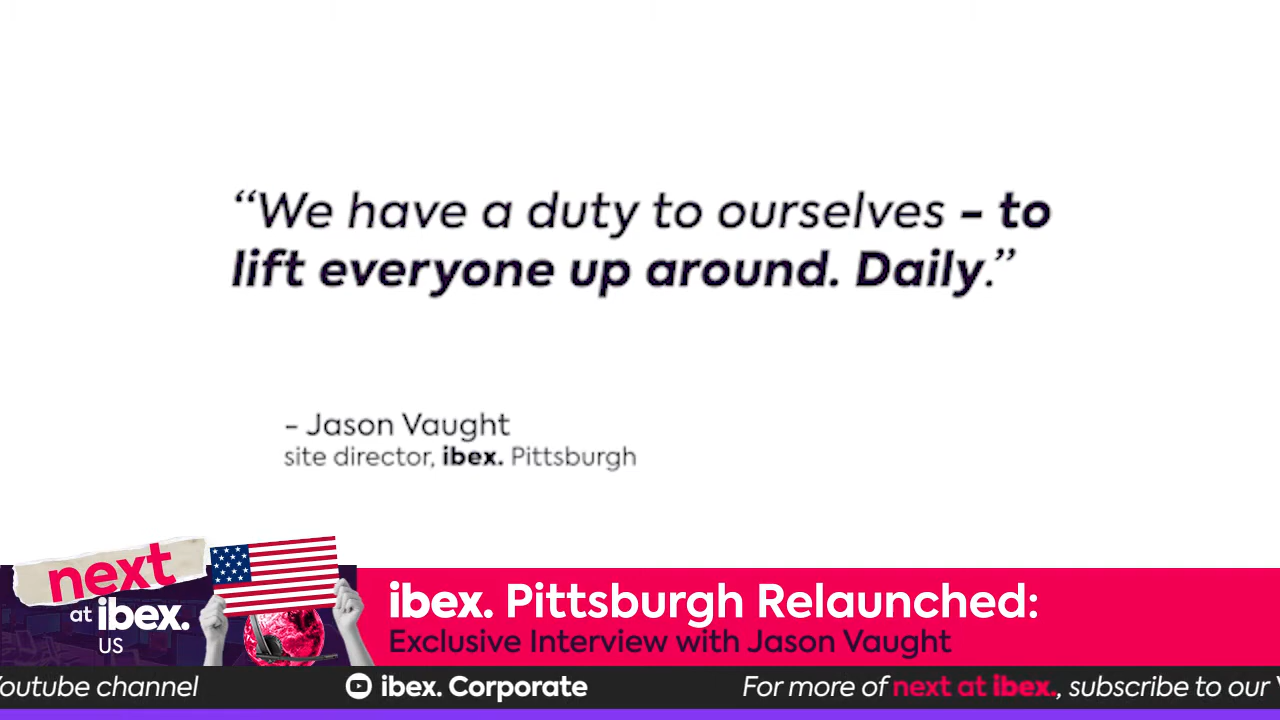 “We have a duty to ourselves – to
lift everyone up around. Daily.”
– Jason Vaught
site director, ibex. Pittsburgh
next
at ibex.
US
ibex. Pittsburgh Relaunched:
Exclusive Interview with Jason Vaught
Youtube channel ibex. Corporate For more of next at ibex., subscribe to our